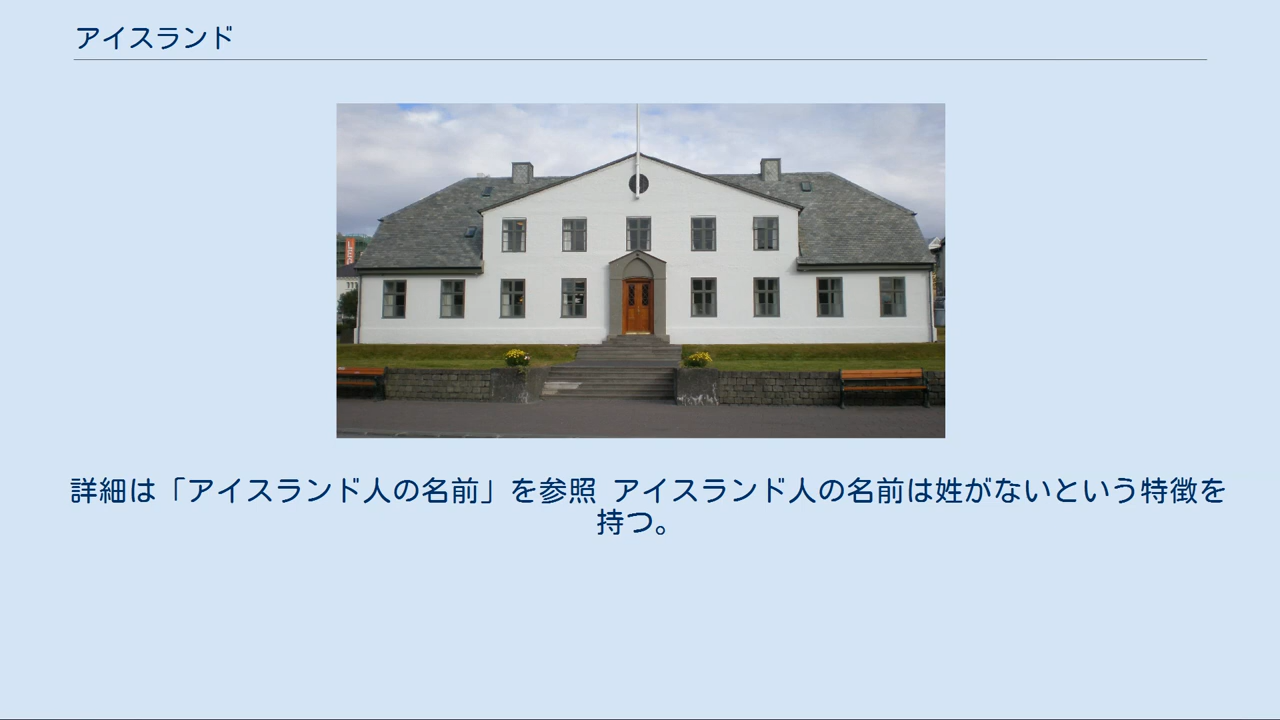 アイスランド
詳細は「アイスランド人の名前」を参照 アイスランド人の名前は姓がないという特徴を
持つ。